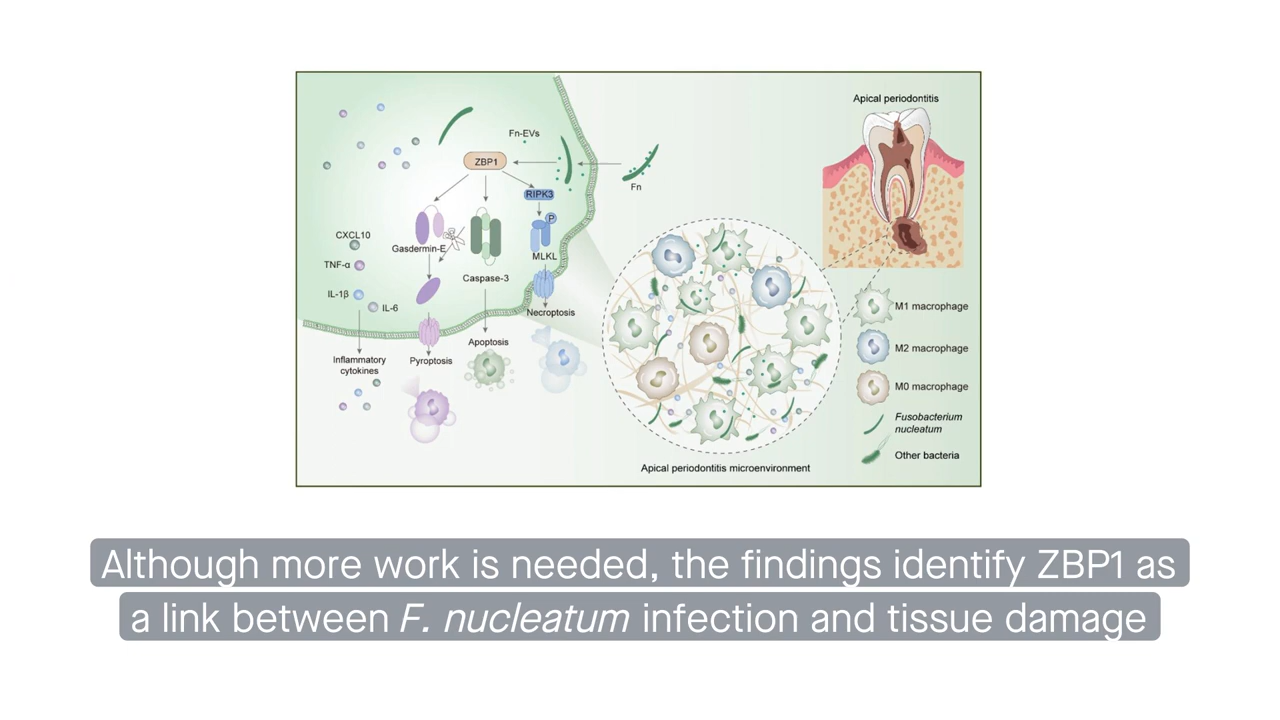 Apical periodontitis
Fn-EVs
ZBP1
Fn
RIPK3
P
CXCL10
Gasdermin-E
MLKL
TNF-α
Caspase-3
IL-1β
IL-6
Necroptosis
Apoptosis
Inflammatory
cytokines
Pyroptosis
M1 macrophage
M2 macrophage
M0 macrophage
Fusobacterium
nucleatum
Other bacteria
Apical periodontitis microenvironment
Although more work is needed, the findings identify ZBP1 as
a link between F. nucleatum infection and tissue damage